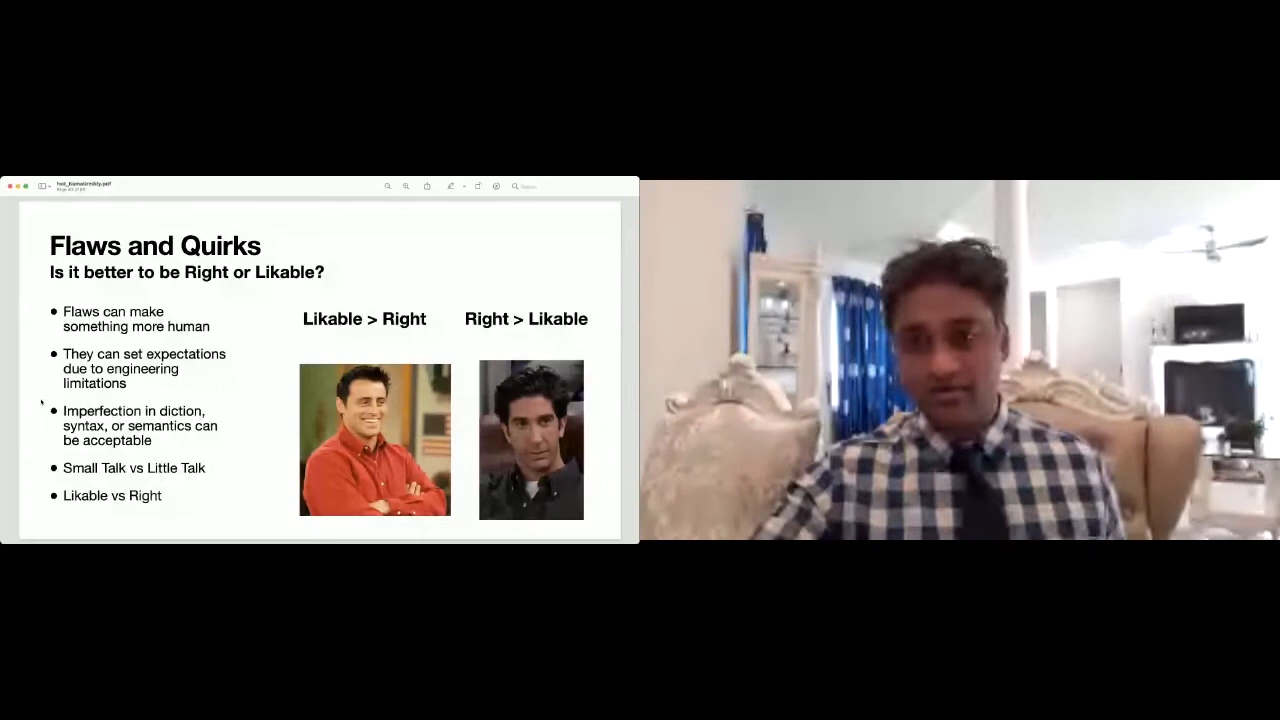 Flaws and Quirks
Is it better to be Right or Likable?
● Flaws can make
something more human
● They can set expectations
due to engineering
limitations
● Imperfection in diction,
syntax, or semantics can
be acceptable
● Small Talk vs Little Talk
● Likable vs Right
Likable > Right
Right > Likable